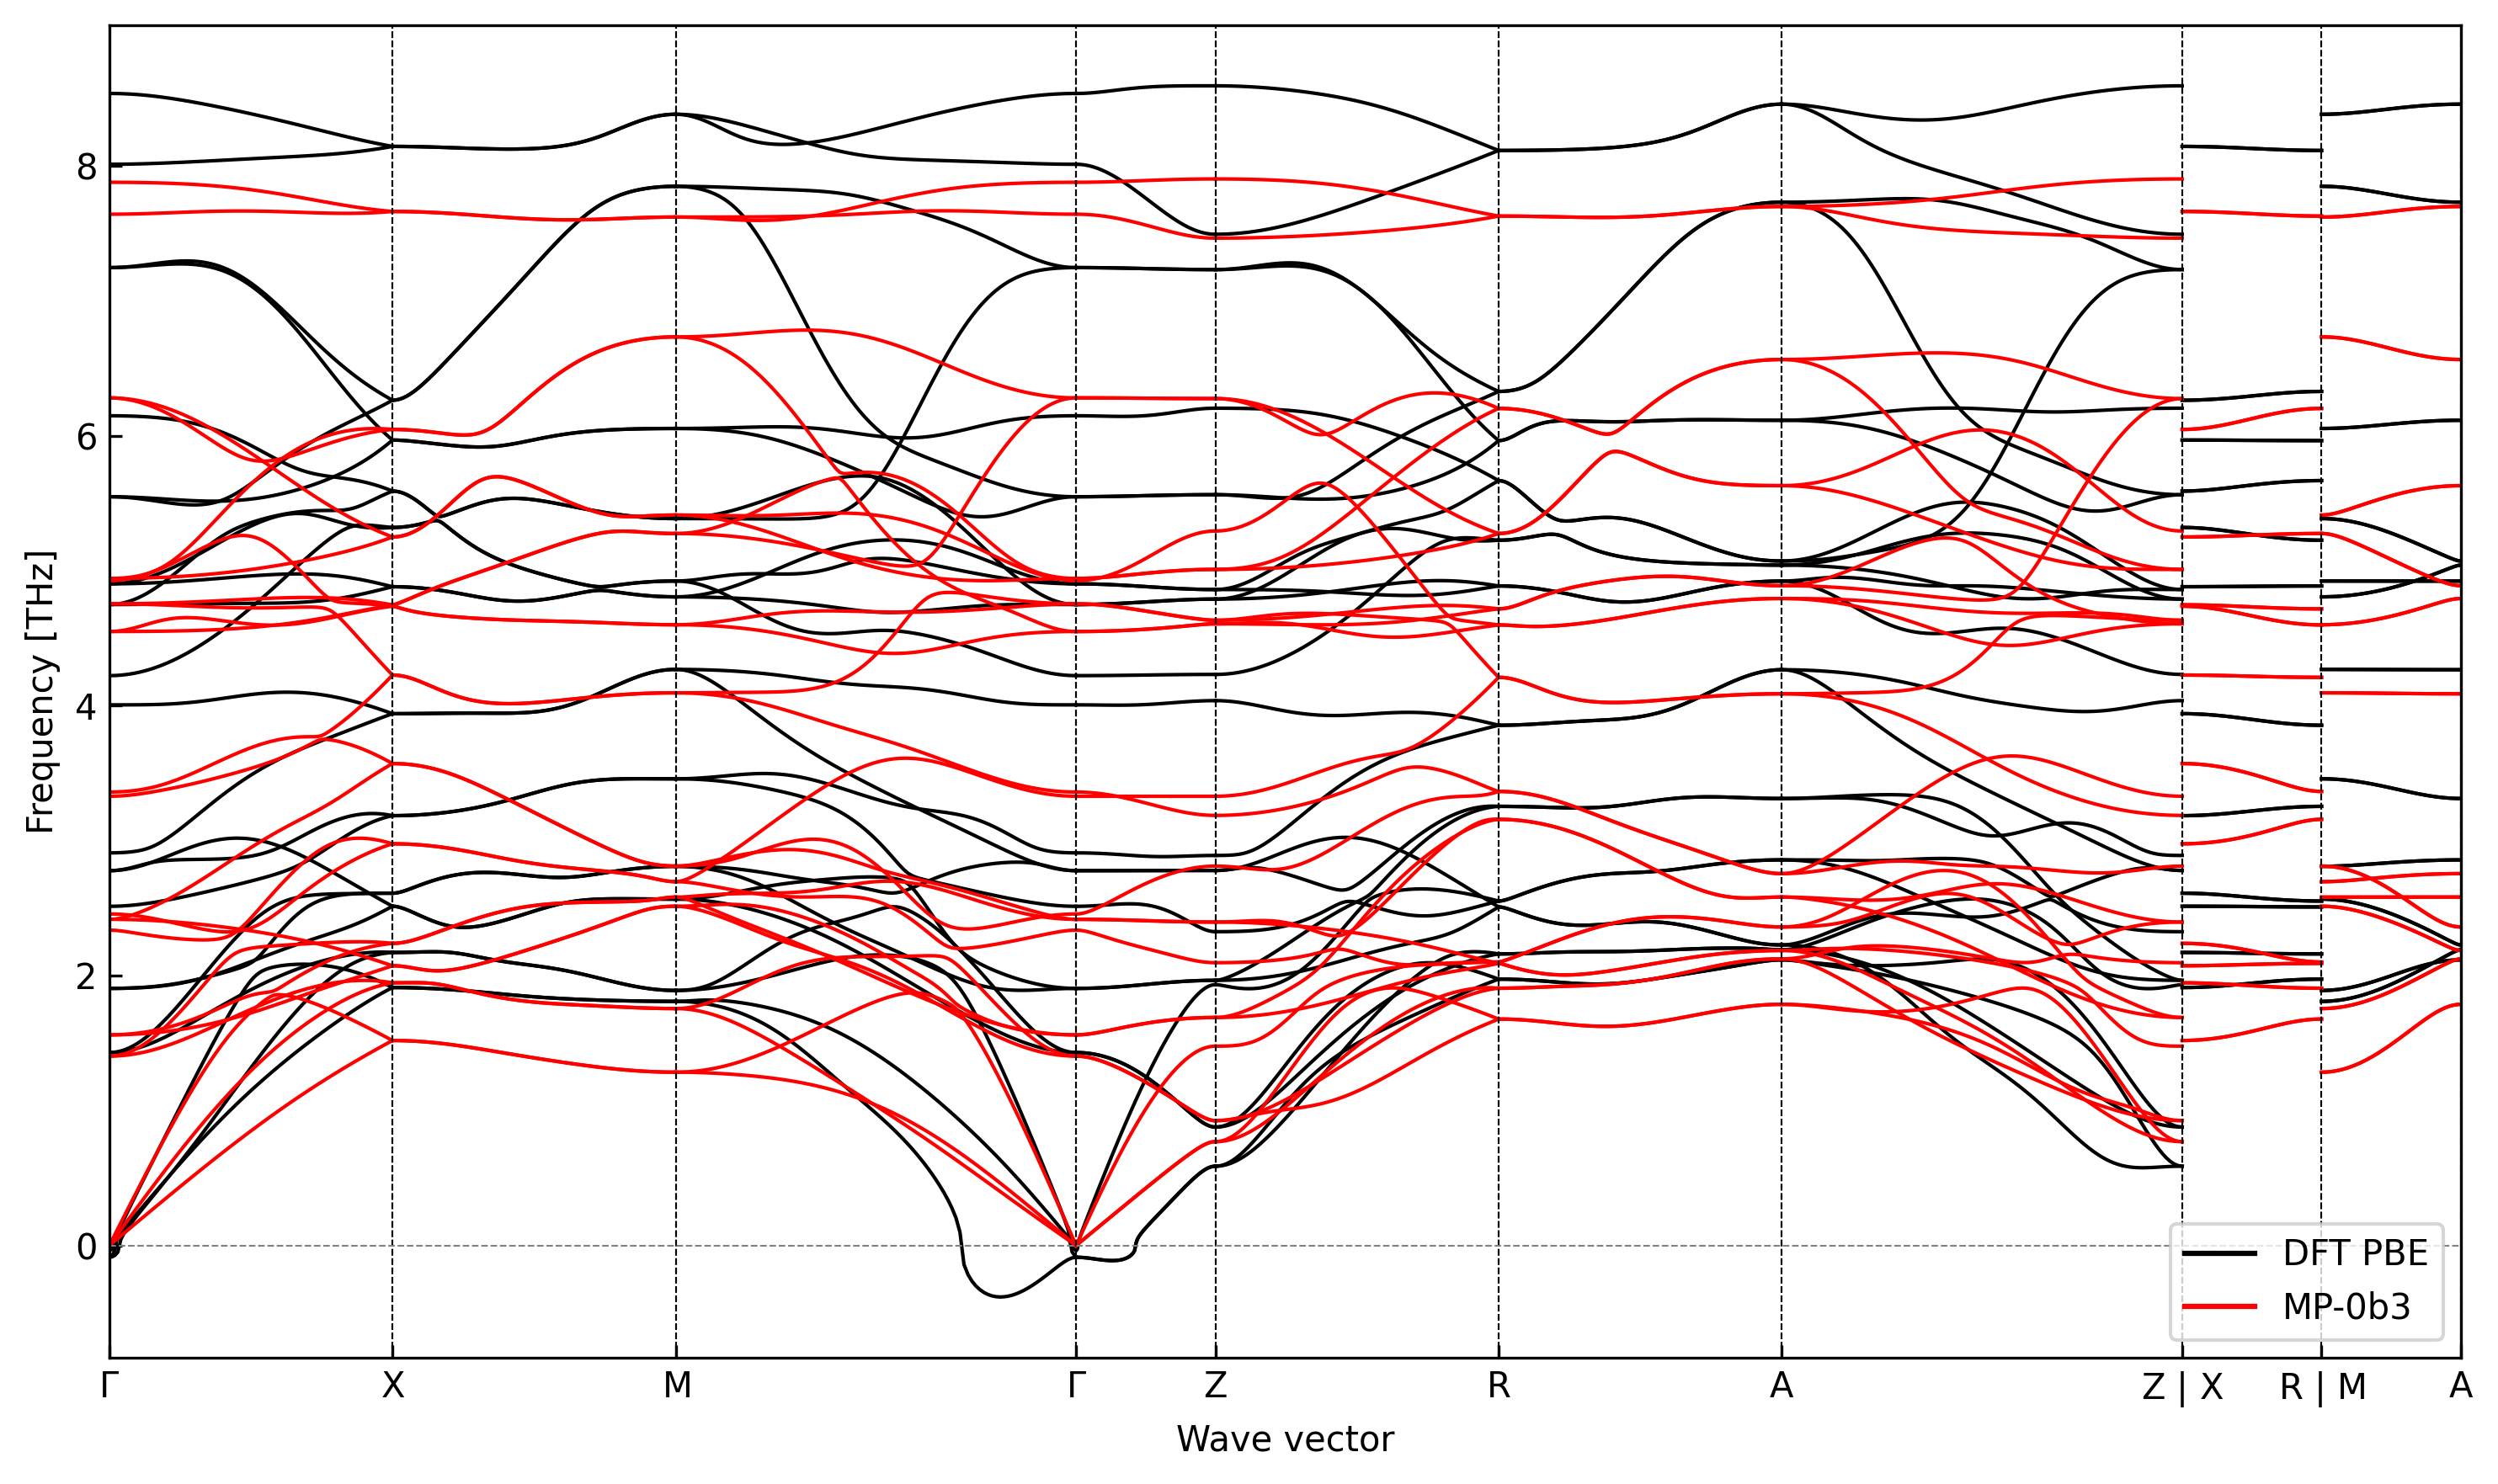 Frequency [THz]
8
6
4
2
0
Γ X M Γ Z R A Z | X R | M A
Wave vector
DFT PBE
MP-0b3